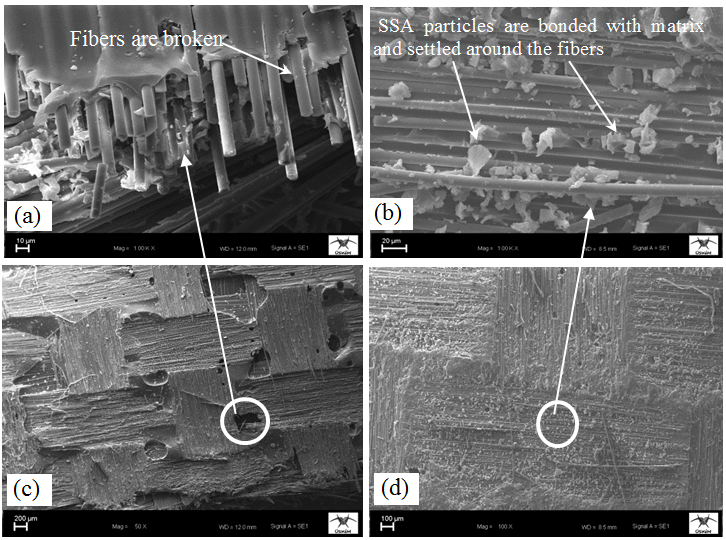 Fibers are broken
SSA particles are bonded with matrix
and settled around the fibers
(a)
(b)
10 µm
Mag = 1.00 K X
WD = 12.0 mm
Signal A = SE1
20 µm
Mag = 1.00 K X
WD = 8.5 mm
Signal A = SE1
(c)
(d)
200 µm
Mag = 50 X
WD = 12.0 mm
Signal A = SE1
100 µm
Mag = 100 X
WD = 8.5 mm
Signal A = SE1